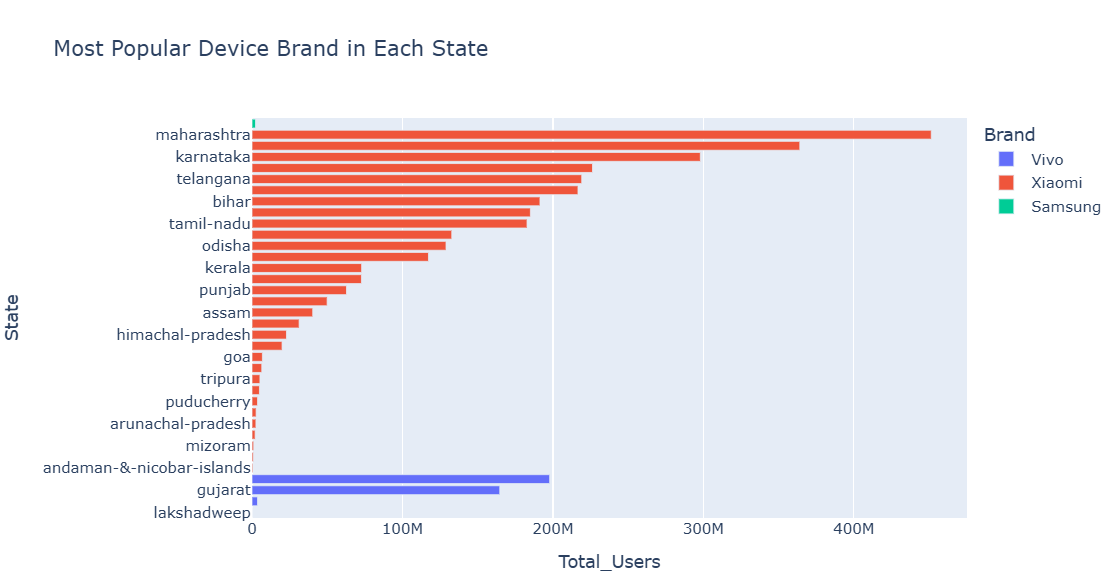 Most Popular Device Brand in Each State
maharashtra
karnataka
telangana
bihar
tamil-nadu
odisha
kerala
punjab
assam
himachal-pradesh
goa
tripura
puducherry
arunachal-pradesh
mizoram
andaman-&-nicobar-islands
gujarat
lakshadweep
State
0 100M 200M 300M 400M
Total_Users
Brand
Vivo
Xiaomi
Samsung